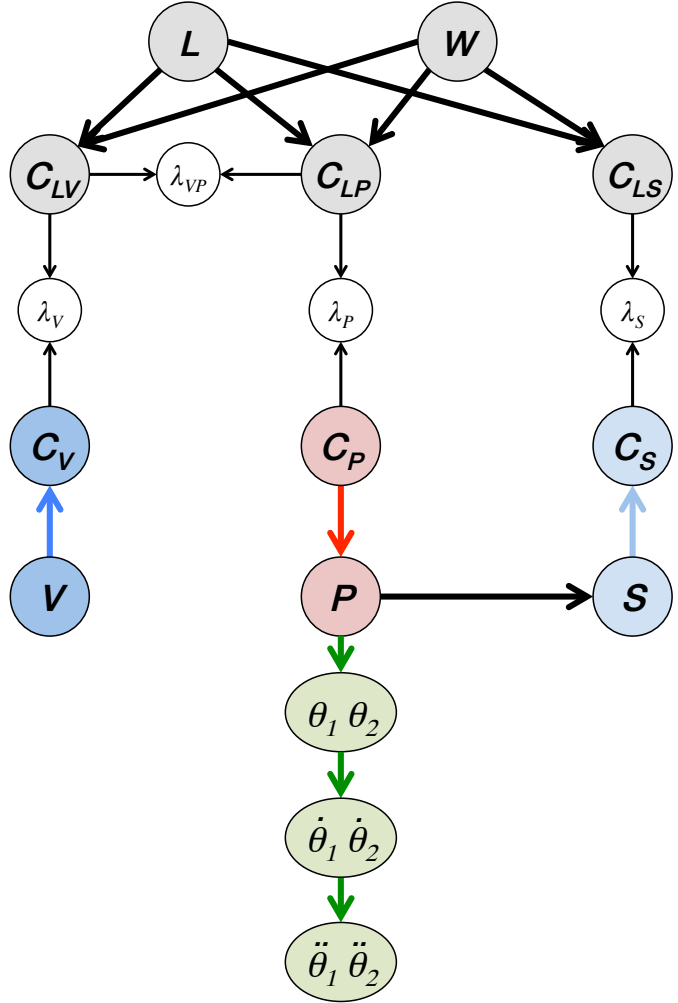 L W
C_LV λ_VP C_LP C_LS
λ_V λ_P λ_S
C_V C_P C_S
V P S
θ_1 θ_2
θ̇_1 θ̇_2
θ̈_1 θ̈_2